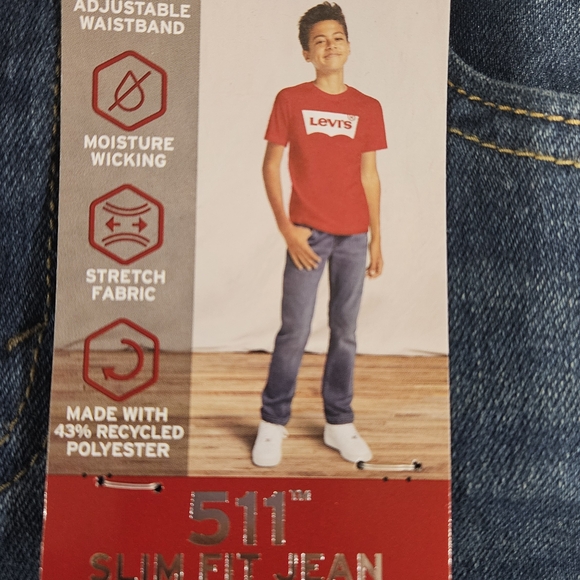 ADJUSTABLE
WAISTBAND
MOISTURE
WICKING
STRETCH
FABRIC
MADE WITH
43% RECYCLED
POLYESTER
Levi's
511™
SLIM FIT JEAN